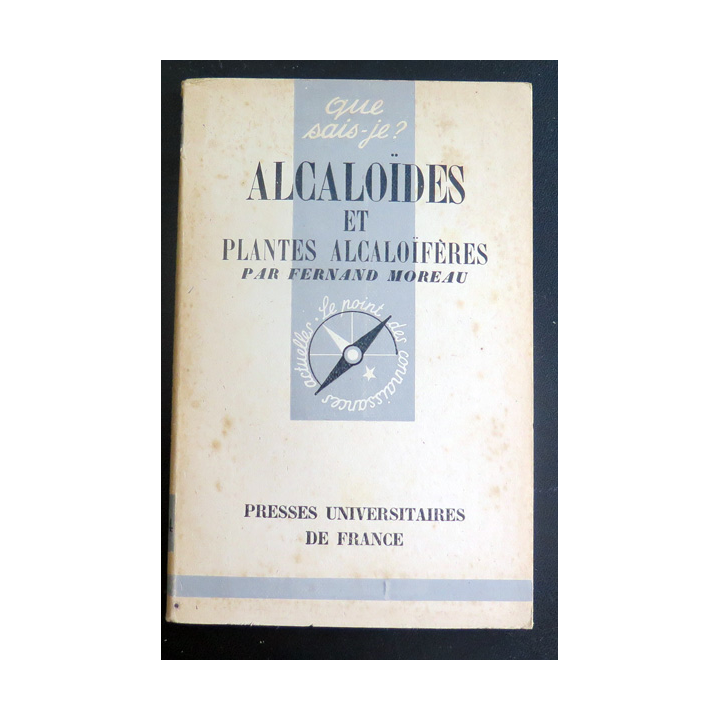 que
sais-je?
ALCALOÏDES
ET
PLANTES ALCALOÏFÈRES
PAR FERNAND MOREAU
Le point des connaissances actuelles.
PRESSES UNIVERSITAIRES
DE FRANCE